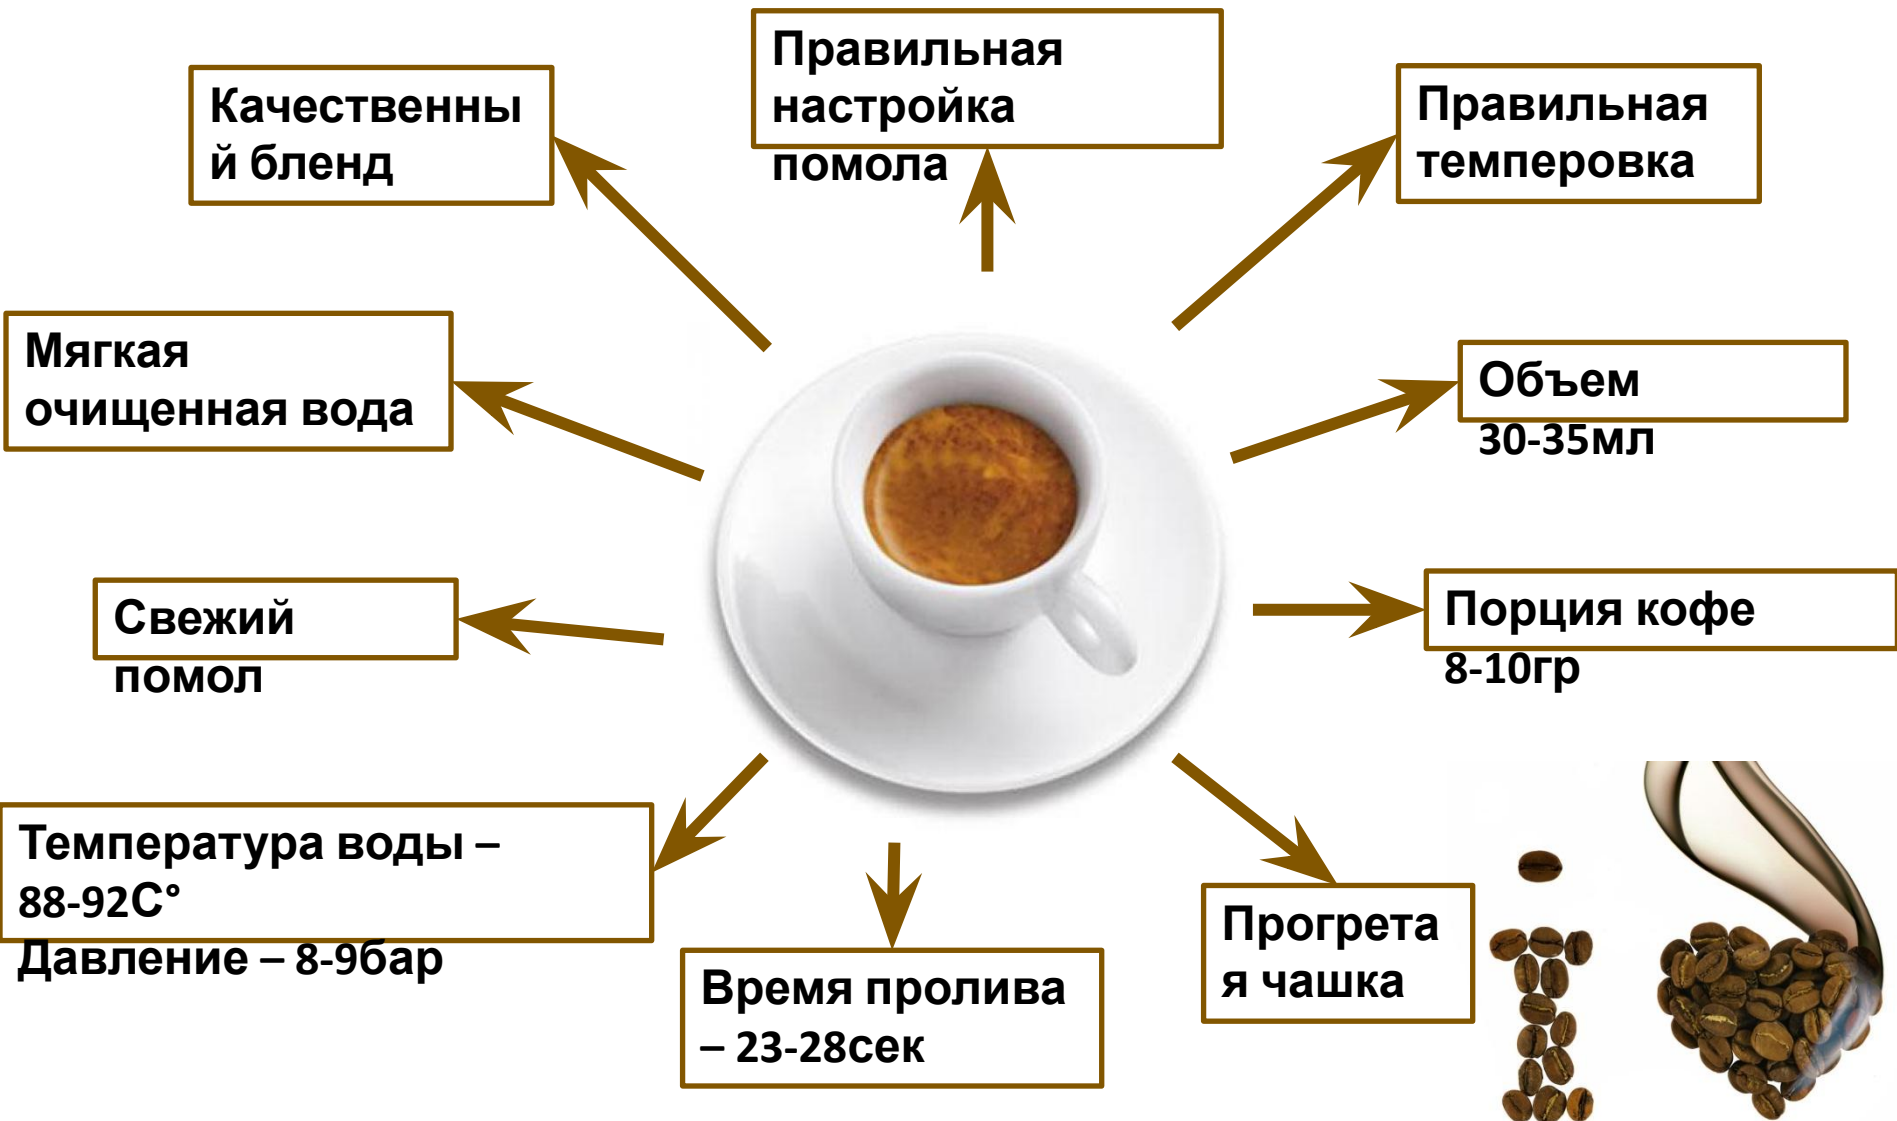 Правильная
настройка
помола
Качественны
й бленд
Правильная
темперовка
Мягкая
очищенная вода
Объем
30-35мл
Свежий
помол
Порция кофе
8-10гр
Температура воды –
88-92С°
Давление – 8-9бар
Время пролива
– 23-28сек
Прогрета
я чашка